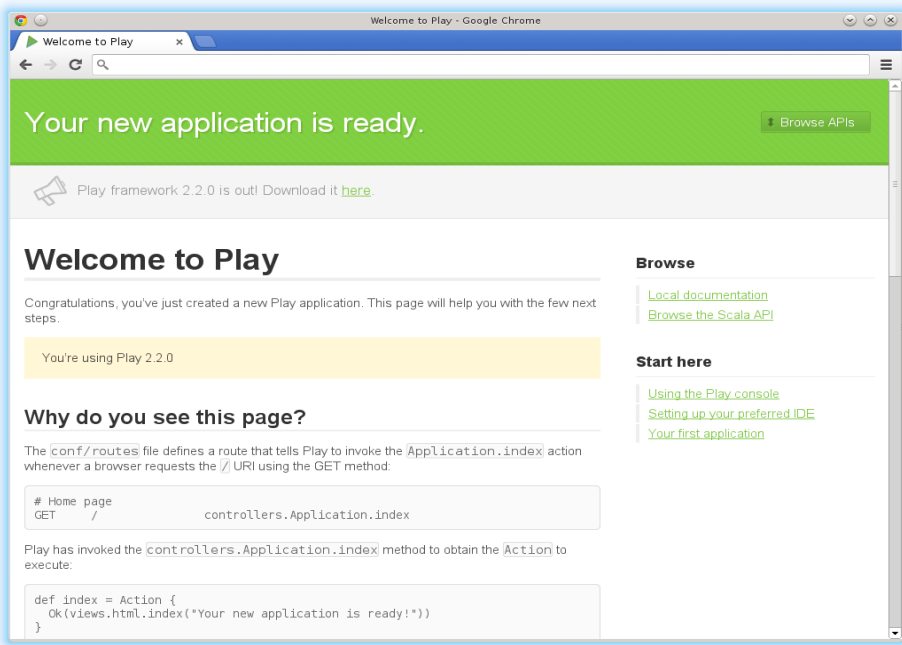 Welcome to Play - Google Chrome
Welcome to Play
Your new application is ready.
Browse APIs
Play framework 2.2.0 is out! Download it here.
Welcome to Play
Congratulations, you've just created a new Play application. This page will help you with the few next
steps.
You're using Play 2.2.0
Why do you see this page?
The conf/routes file defines a route that tells Play to invoke the Application.index action
whenever a browser requests the / URI using the GET method:
# Home page
GET     /               controllers.Application.index
Play has invoked the controllers.Application.index method to obtain the Action to
execute:
def index = Action {
  Ok(views.html.index("Your new application is ready!"))
}
Browse
Local documentation
Browse the Scala API
Start here
Using the Play console
Setting up your preferred IDE
Your first application